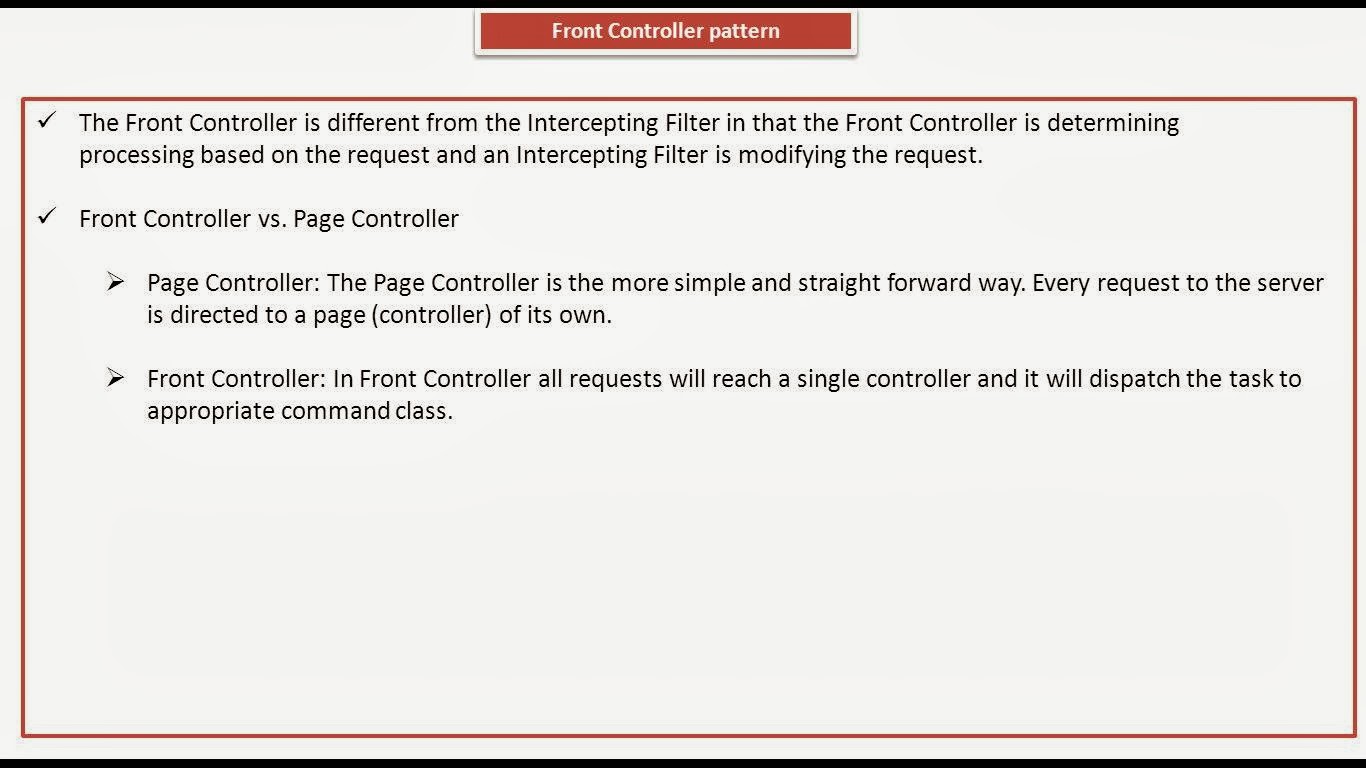 Front Controller pattern
✓ The Front Controller is different from the Intercepting Filter in that the Front Controller is determining
processing based on the request and an Intercepting Filter is modifying the request.
✓ Front Controller vs. Page Controller
➢ Page Controller: The Page Controller is the more simple and straight forward way. Every request to the server
is directed to a page (controller) of its own.
➢ Front Controller: In Front Controller all requests will reach a single controller and it will dispatch the task to
appropriate command class.